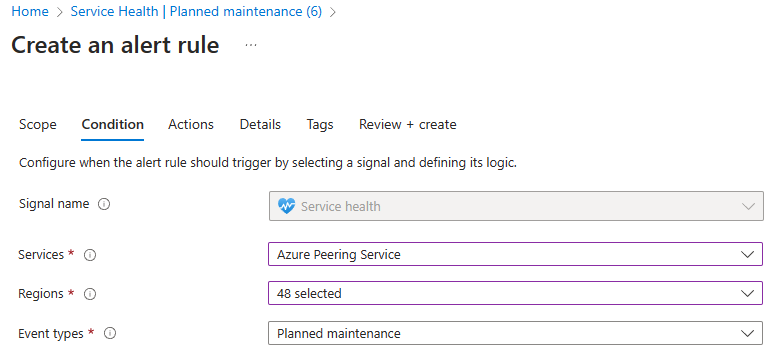 Home > Service Health | Planned maintenance (6) >
Create an alert rule ...
Scope Condition Actions Details Tags Review + create
Configure when the alert rule should trigger by selecting a signal and defining its logic.
Signal name Service health
Services * Azure Peering Service
Regions * 48 selected
Event types * Planned maintenance